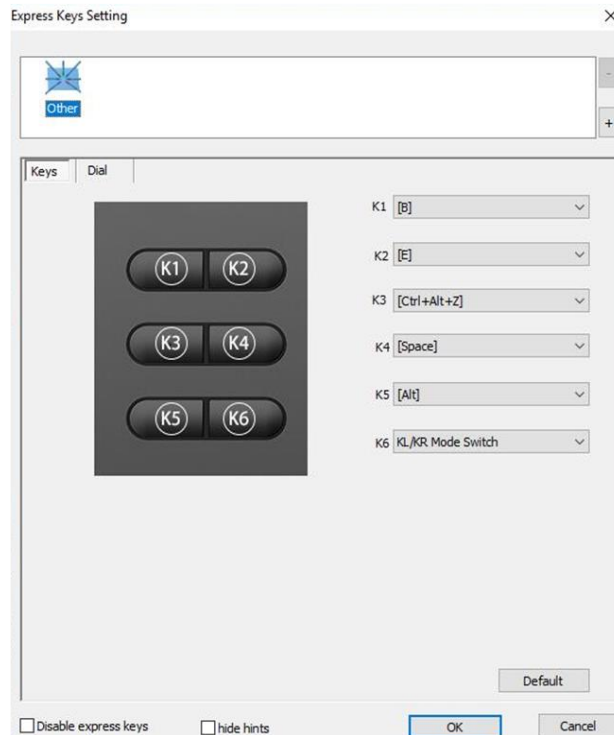 Express Keys Setting
Other
-
+
Keys Dial
K1 [B]
K2 [E]
K3 [Ctrl+Alt+Z]
K4 [Space]
K5 [Alt]
K6 KL/KR Mode Switch
K1 K2
K3 K4
K5 K6
Default
Disable express keys hide hints OK Cancel